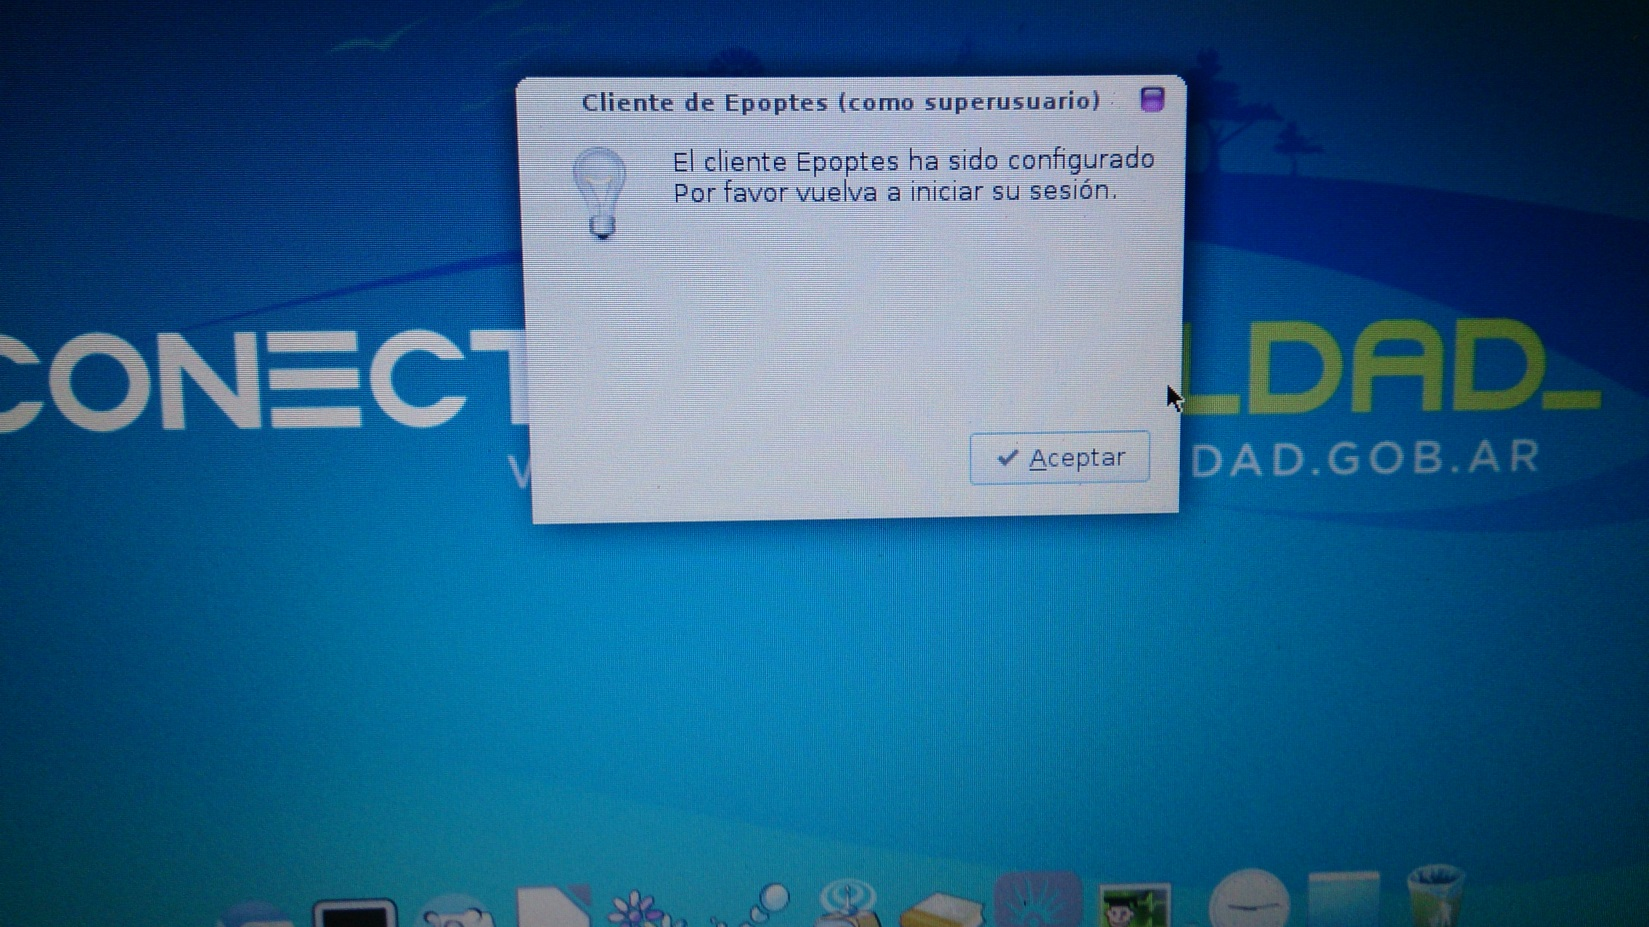 Cliente de Epoptes (como superusuario)
El cliente Epoptes ha sido configurado
Por favor vuelva a iniciar su sesión.
Aceptar
CONECT
LDAD_
DAD.GOB.AR